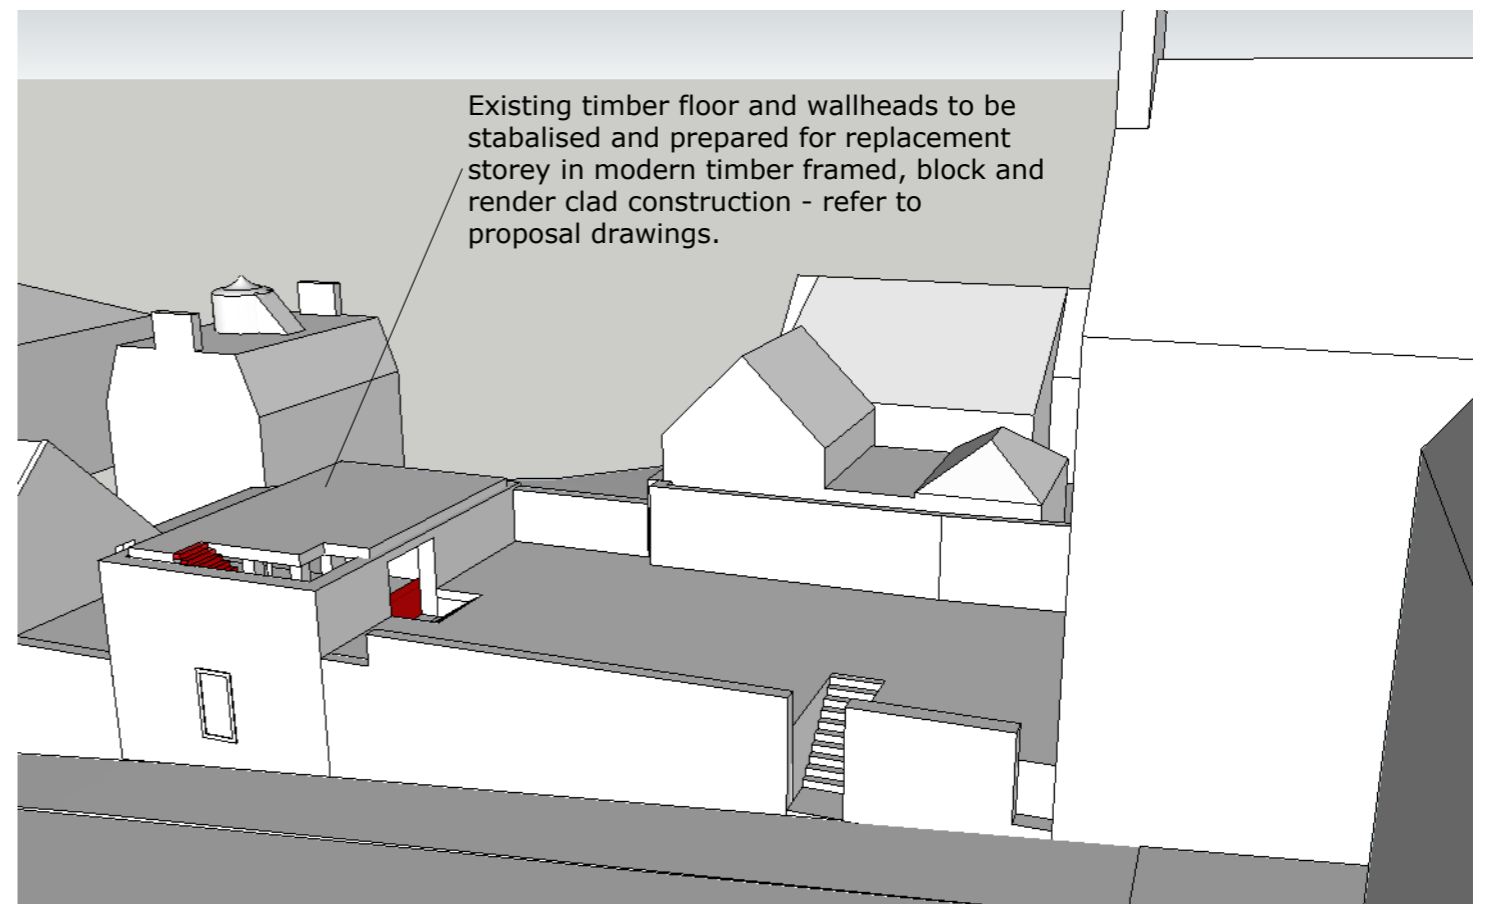 Existing timber floor and wallheads to be
stabalised and prepared for replacement
storey in modern timber framed, block and
render clad construction - refer to
proposal drawings.